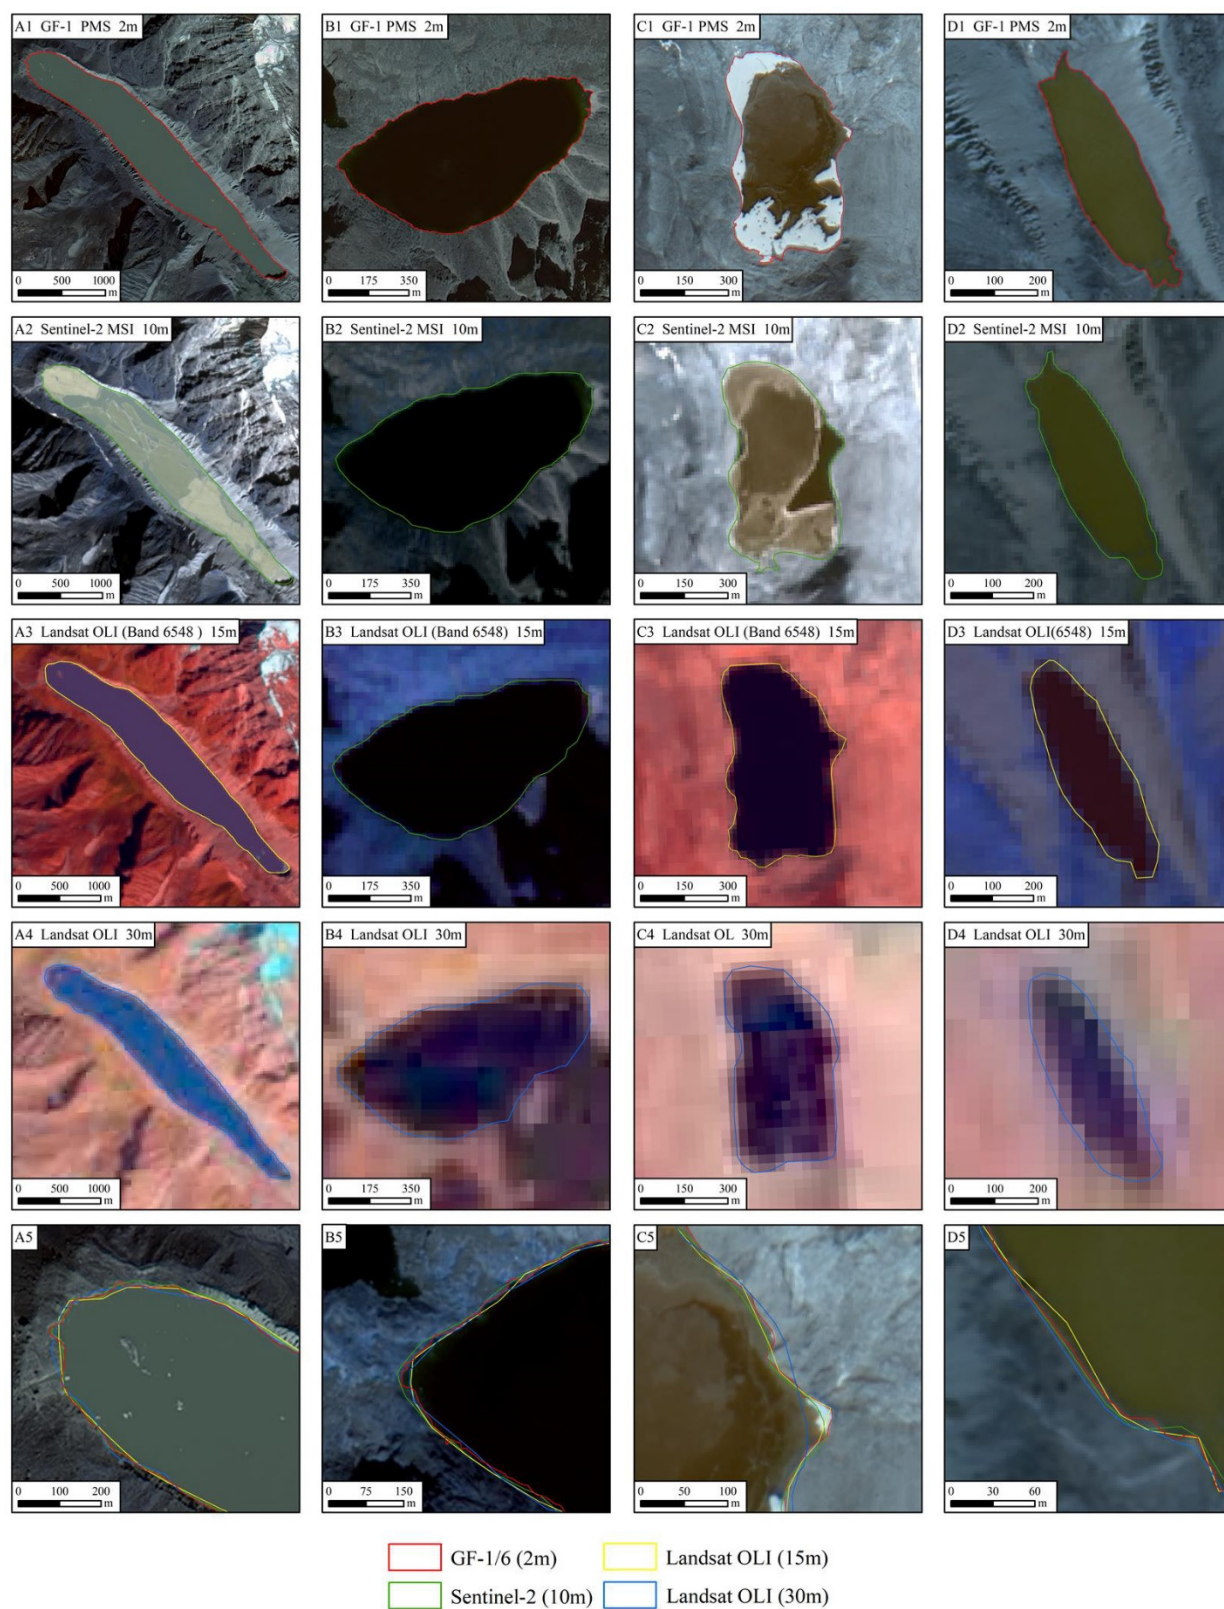 A1 GF-1 PMS 2m
B1 GF-1 PMS 2m
C1 GF-1 PMS 2m
D1 GF-1 PMS 2m
0 500 1000 m
0 175 350 m
0 150 300 m
0 100 200 m
A2 Sentinel-2 MSI 10m
B2 Sentinel-2 MSI 10m
C2 Sentinel-2 MSI 10m
D2 Sentinel-2 MSI 10m
0 500 1000 m
0 175 350 m
0 150 300 m
0 100 200 m
A3 Landsat OLI (Band 6548 ) 15m
B3 Landsat OLI (Band 6548) 15m
C3 Landsat OLI (Band 6548) 15m
D3 Landsat OLI(6548) 15m
0 500 1000 m
0 175 350 m
0 150 300 m
0 100 200 m
A4 Landsat OLI 30m
B4 Landsat OLI 30m
C4 Landsat OL 30m
D4 Landsat OLI 30m
0 500 1000 m
0 175 350 m
0 150 300 m
0 100 200 m
A5
B5
C5
D5
0 100 200 m
0 75 150 m
0 50 100 m
0 30 60 m
GF-1/6 (2m)
Landsat OLI (15m)
Sentinel-2 (10m)
Landsat OLI (30m)